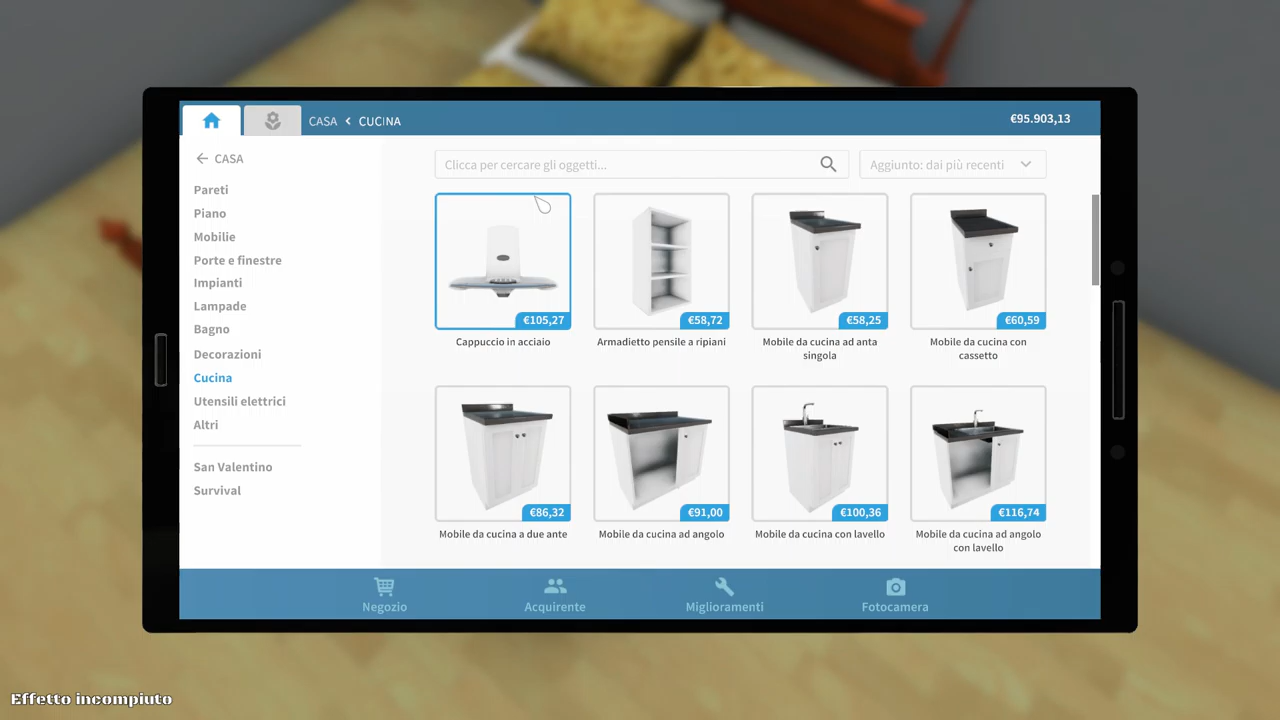 CASA < CUCINA
€95.903,13
← CASA
Pareti
Piano
Mobilie
Porte e finestre
Impianti
Lampade
Bagno
Decorazioni
Cucina
Utensili elettrici
Altri
San Valentino
Survival
Clicca per cercare gli oggetti...
Aggiunto: dai più recenti
€105,27
Cappuccio in acciaio
€58,72
Armadietto pensile a ripiani
€58,25
Mobile da cucina ad anta
singola
€60,59
Mobile da cucina con
cassetto
€86,32
Mobile da cucina a due ante
€91,00
Mobile da cucina ad angolo
€100,36
Mobile da cucina con lavello
€116,74
Mobile da cucina ad angolo
con lavello
Negozio
Acquirente
Miglioramenti
Fotocamera
Effetto incompiuto